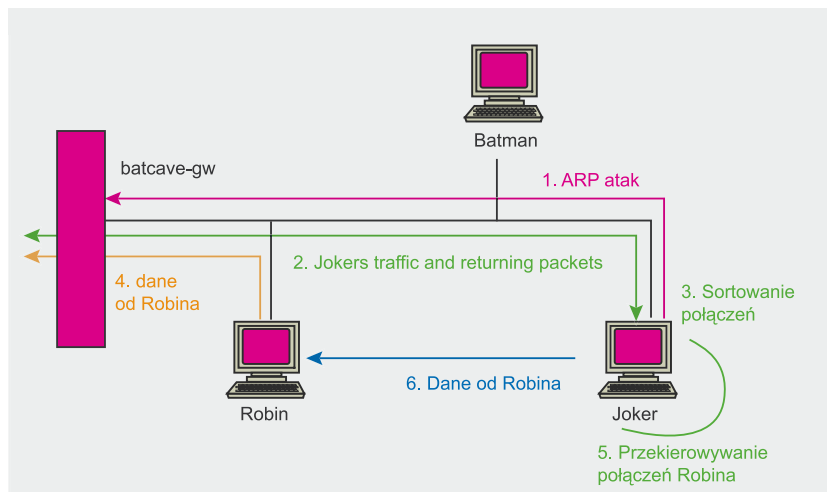 Batman
batcave-gw
1. ARP atak
2. Jokers traffic and returning packets
4. dane
od Robina
3. Sortowanie
połączeń
6. Dane od Robina
Robin
Joker
5. Przekierowywanie
połączeń Robina